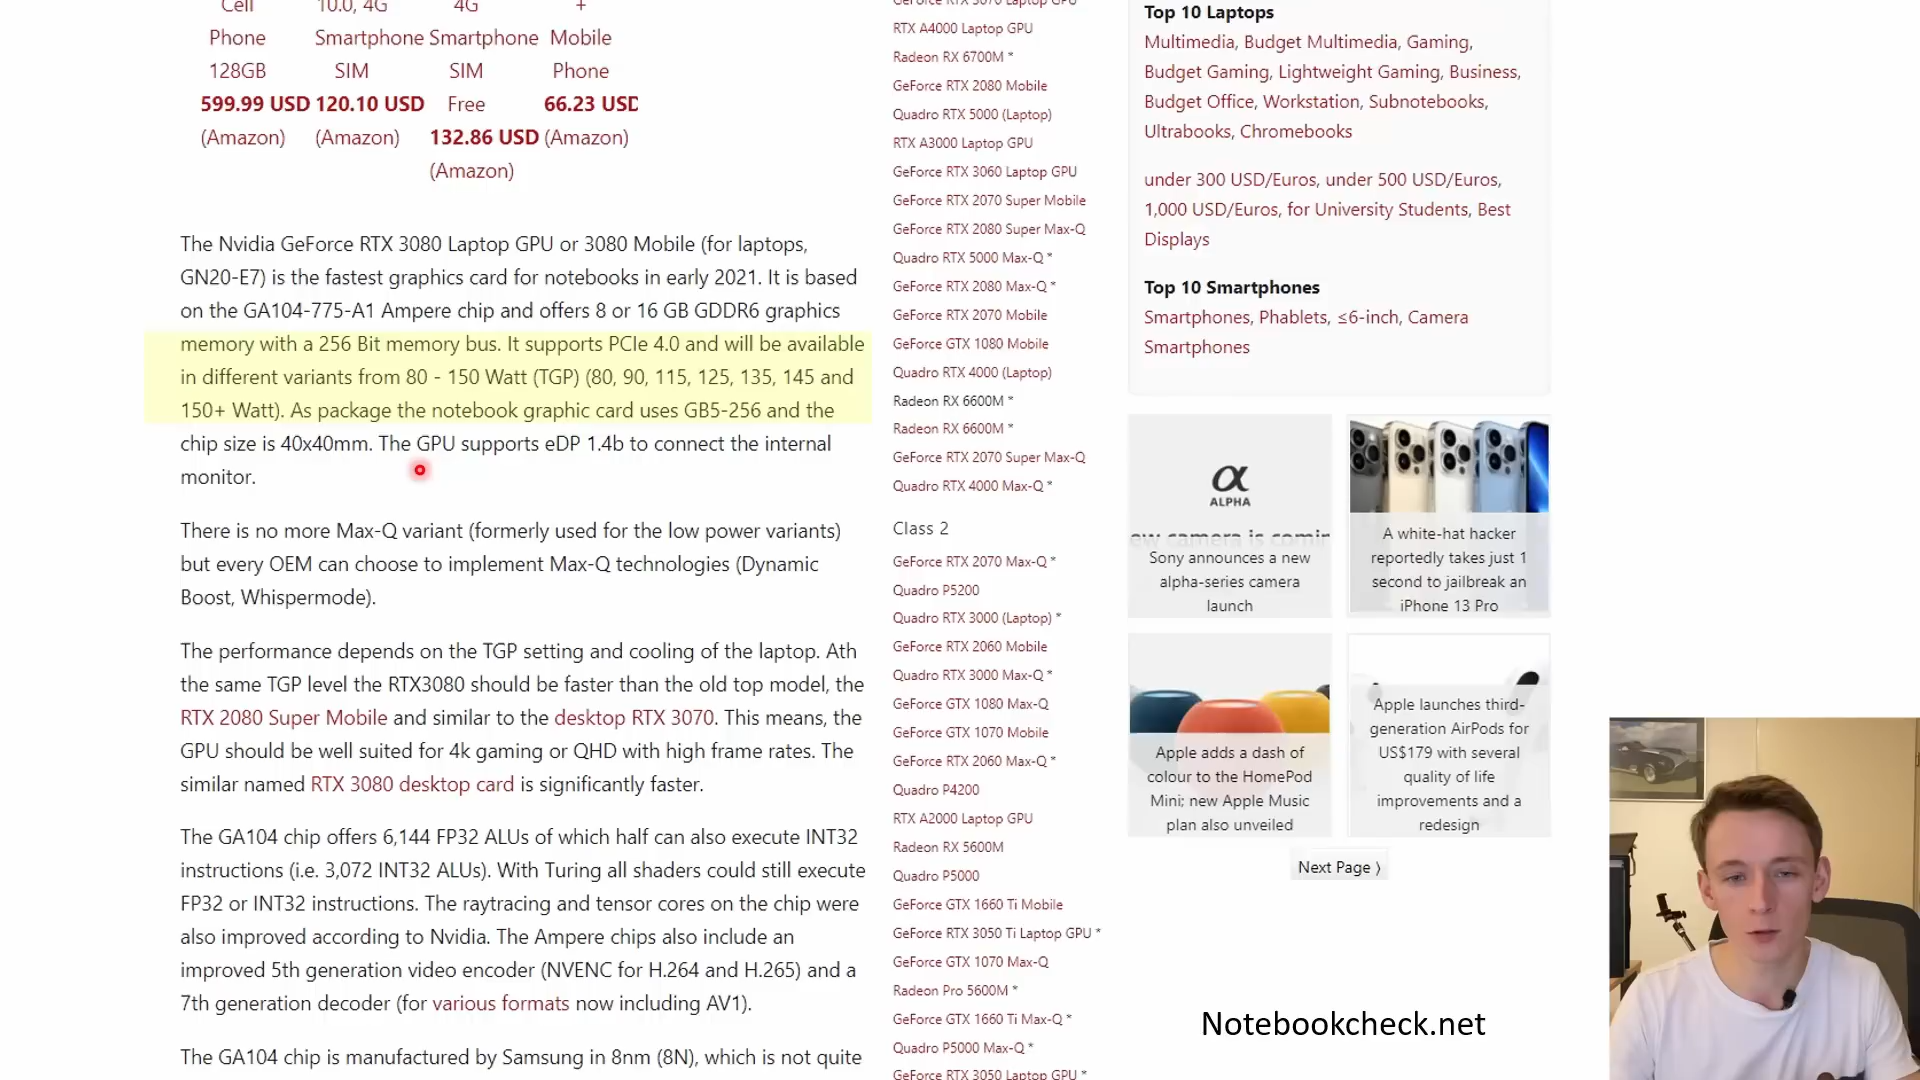 Cell
Phone
128GB
599.99 USD
(Amazon)
10.0, 4G
Smartphone
SIM
120.10 USD
(Amazon)
4G
Smartphone
SIM
Free
132.86 USD
(Amazon)
+
Mobile
Phone
66.23 USD
(Amazon)
The Nvidia GeForce RTX 3080 Laptop GPU or 3080 Mobile (for laptops,
GN20-E7) is the fastest graphics card for notebooks in early 2021. It is based
on the GA104-775-A1 Ampere chip and offers 8 or 16 GB GDDR6 graphics
memory with a 256 Bit memory bus. It supports PCIe 4.0 and will be available
in different variants from 80 - 150 Watt (TGP) (80, 90, 115, 125, 135, 145 and
150+ Watt). As package the notebook graphic card uses GB5-256 and the
chip size is 40x40mm. The GPU supports eDP 1.4b to connect the internal
monitor.
There is no more Max-Q variant (formerly used for the low power variants)
but every OEM can choose to implement Max-Q technologies (Dynamic
Boost, Whispermode).
The performance depends on the TGP setting and cooling of the laptop. Ath
the same TGP level the RTX3080 should be faster than the old top model, the
RTX 2080 Super Mobile and similar to the desktop RTX 3070. This means, the
GPU should be well suited for 4k gaming or QHD with high frame rates. The
similar named RTX 3080 desktop card is significantly faster.
The GA104 chip offers 6,144 FP32 ALUs of which half can also execute INT32
instructions (i.e. 3,072 INT32 ALUs). With Turing all shaders could still execute
FP32 or INT32 instructions. The raytracing and tensor cores on the chip were
also improved according to Nvidia. The Ampere chips also include an
improved 5th generation video encoder (NVENC for H.264 and H.265) and a
7th generation decoder (for various formats now including AV1).
The GA104 chip is manufactured by Samsung in 8nm (8N), which is not quite
GeForce RTX 3070 Laptop GPU
RTX A4000 Laptop GPU
Radeon RX 6700M *
GeForce RTX 2080 Mobile
Quadro RTX 5000 (Laptop)
RTX A3000 Laptop GPU
GeForce RTX 3060 Laptop GPU
GeForce RTX 2070 Super Mobile
GeForce RTX 2080 Super Max-Q
Quadro RTX 5000 Max-Q *
GeForce RTX 2080 Max-Q *
GeForce RTX 2070 Mobile
GeForce GTX 1080 Mobile
Quadro RTX 4000 (Laptop)
Radeon RX 6600M *
Radeon RX 6600M *
GeForce RTX 2070 Super Max-Q
Quadro RTX 4000 Max-Q *
Class 2
GeForce RTX 2070 Max-Q *
Quadro P5200
Quadro RTX 3000 (Laptop) *
GeForce RTX 2060 Mobile
Quadro RTX 3000 Max-Q *
GeForce GTX 1080 Max-Q
GeForce GTX 1070 Mobile
GeForce RTX 2060 Max-Q *
Quadro P4200
RTX A2000 Laptop GPU
Radeon RX 5600M
Quadro P5000
GeForce GTX 1660 Ti Mobile
GeForce RTX 3050 Ti Laptop GPU *
GeForce GTX 1070 Max-Q
Radeon Pro 5600M *
GeForce GTX 1660 Ti Max-Q *
Quadro P5000 Max-Q *
GeForce RTX 3050 Laptop GPU *
Top 10 Laptops
Multimedia, Budget Multimedia, Gaming,
Budget Gaming, Lightweight Gaming, Business,
Budget Office, Workstation, Subnotebooks,
Ultrabooks, Chromebooks
under 300 USD/Euros, under 500 USD/Euros,
1,000 USD/Euros, for University Students, Best
Displays
Top 10 Smartphones
Smartphones, Phablets, ≤6-inch, Camera
Smartphones
α
ALPHA
ew camera is comin
Sony announces a new
alpha-series camera
launch
A white-hat hacker
reportedly takes just 1
second to jailbreak an
iPhone 13 Pro
Apple adds a dash of
colour to the HomePod
Mini; new Apple Music
plan also unveiled
Apple launches third-
generation AirPods for
US$179 with several
quality of life
improvements and a
redesign
Next Page ⟩
Notebookcheck.net